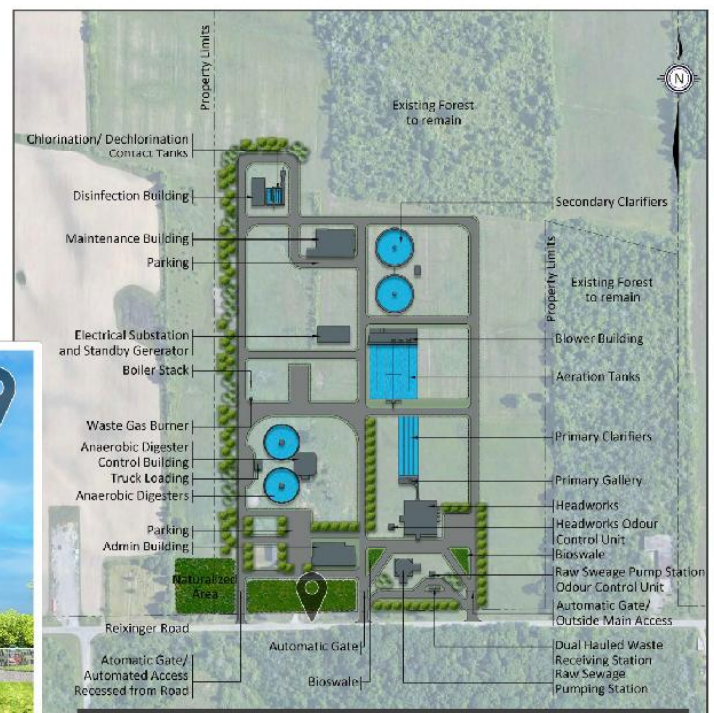 Property Limits
N
Existing Forest
to remain
Chlorination/ Dechlorination
Contact Tanks
Disinfection Building
Secondary Clarifiers
Maintenance Building
Parking
Property Limits
Existing Forest
to remain
Electrical Substation
and Standby Gererator
Blower Building
Boiler Stack
Aeration Tanks
Waste Gas Burner
Anaerobic Digester
Control Building
Truck Loading
Anaerobic Digesters
Primary Clarifiers
Primary Gallery
Headworks
Parking
Headworks Odour
Control Unit
Admin Building
Bioswale
Raw Sweage Pump Station
Odour Control Unit
Naturalized
Area
Automatic Gate/
Outside Main Access
Reixinger Road
Automatic Gate
Dual Hauled Waste
Receiving Station
Atomatic Gate/
Automated Access
Recessed from Road
Bioswale
Raw Sewage
Pumping Station